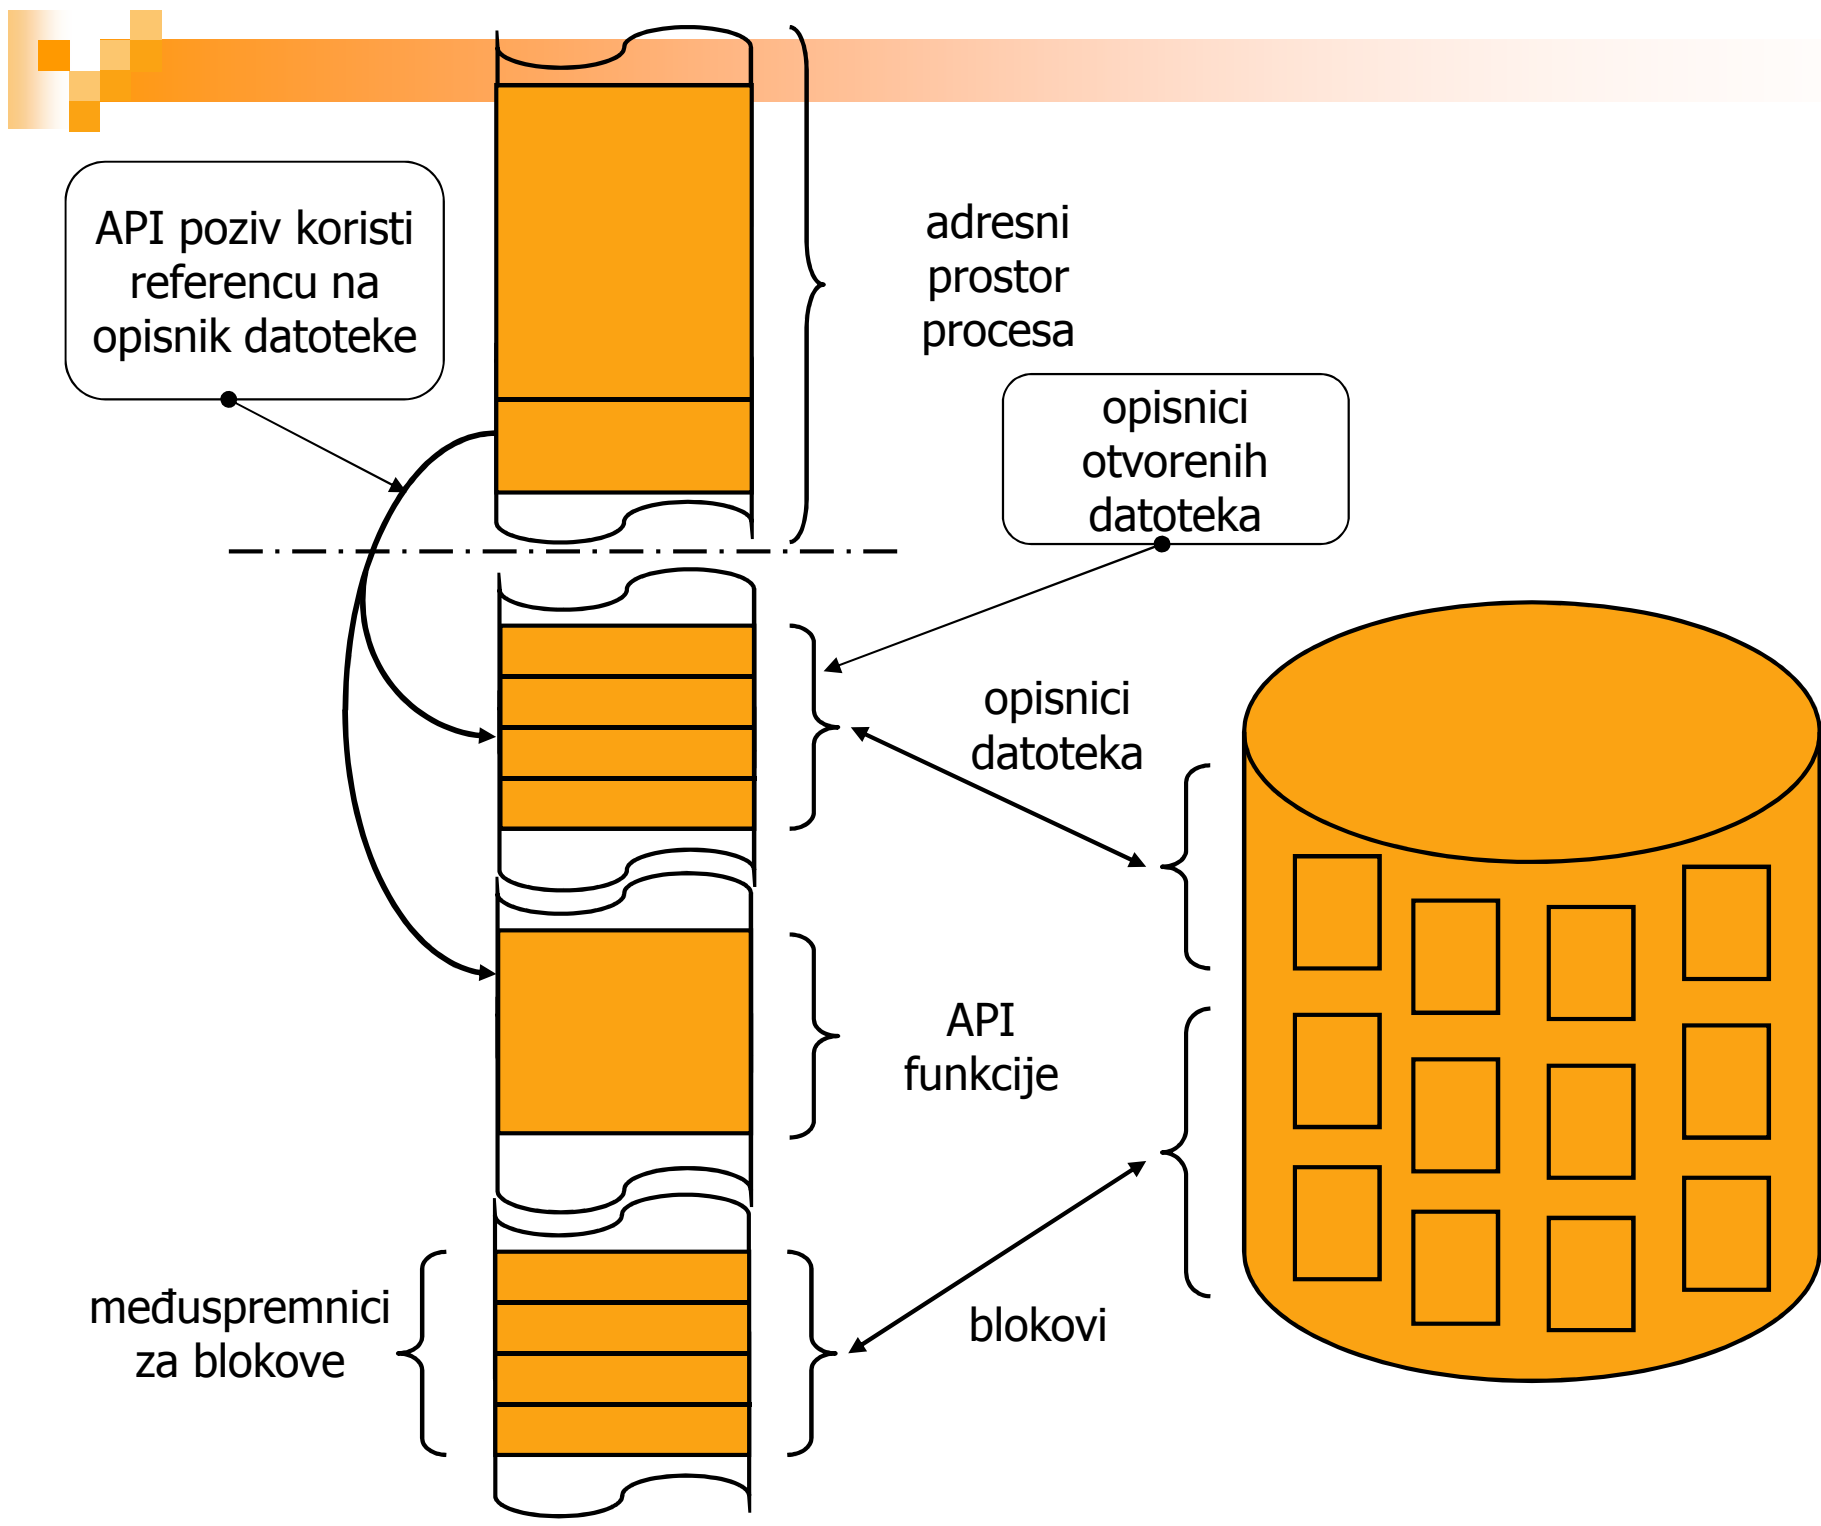 API poziv koristi
referencu na
opisnik datoteke
adresni
prostor
procesa
opisnici
otvorenih
datoteka
opisnici
datoteka
API
funkcije
međuspremnici
za blokove
blokovi